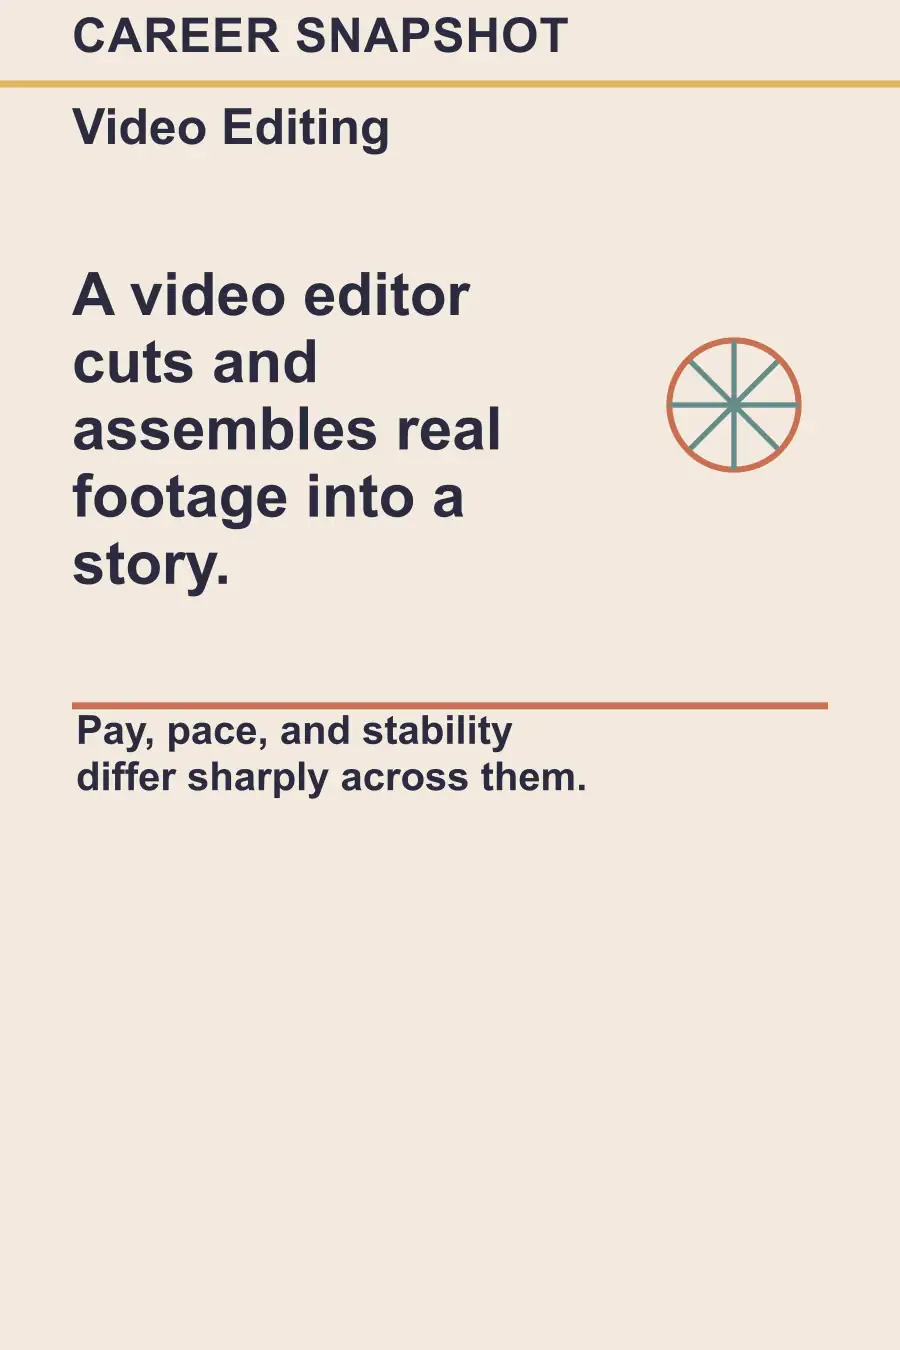 CAREER SNAPSHOT
Video Editing
A video editor
cuts and
assembles real
footage into a
story.
Pay, pace, and stability
differ sharply across them.